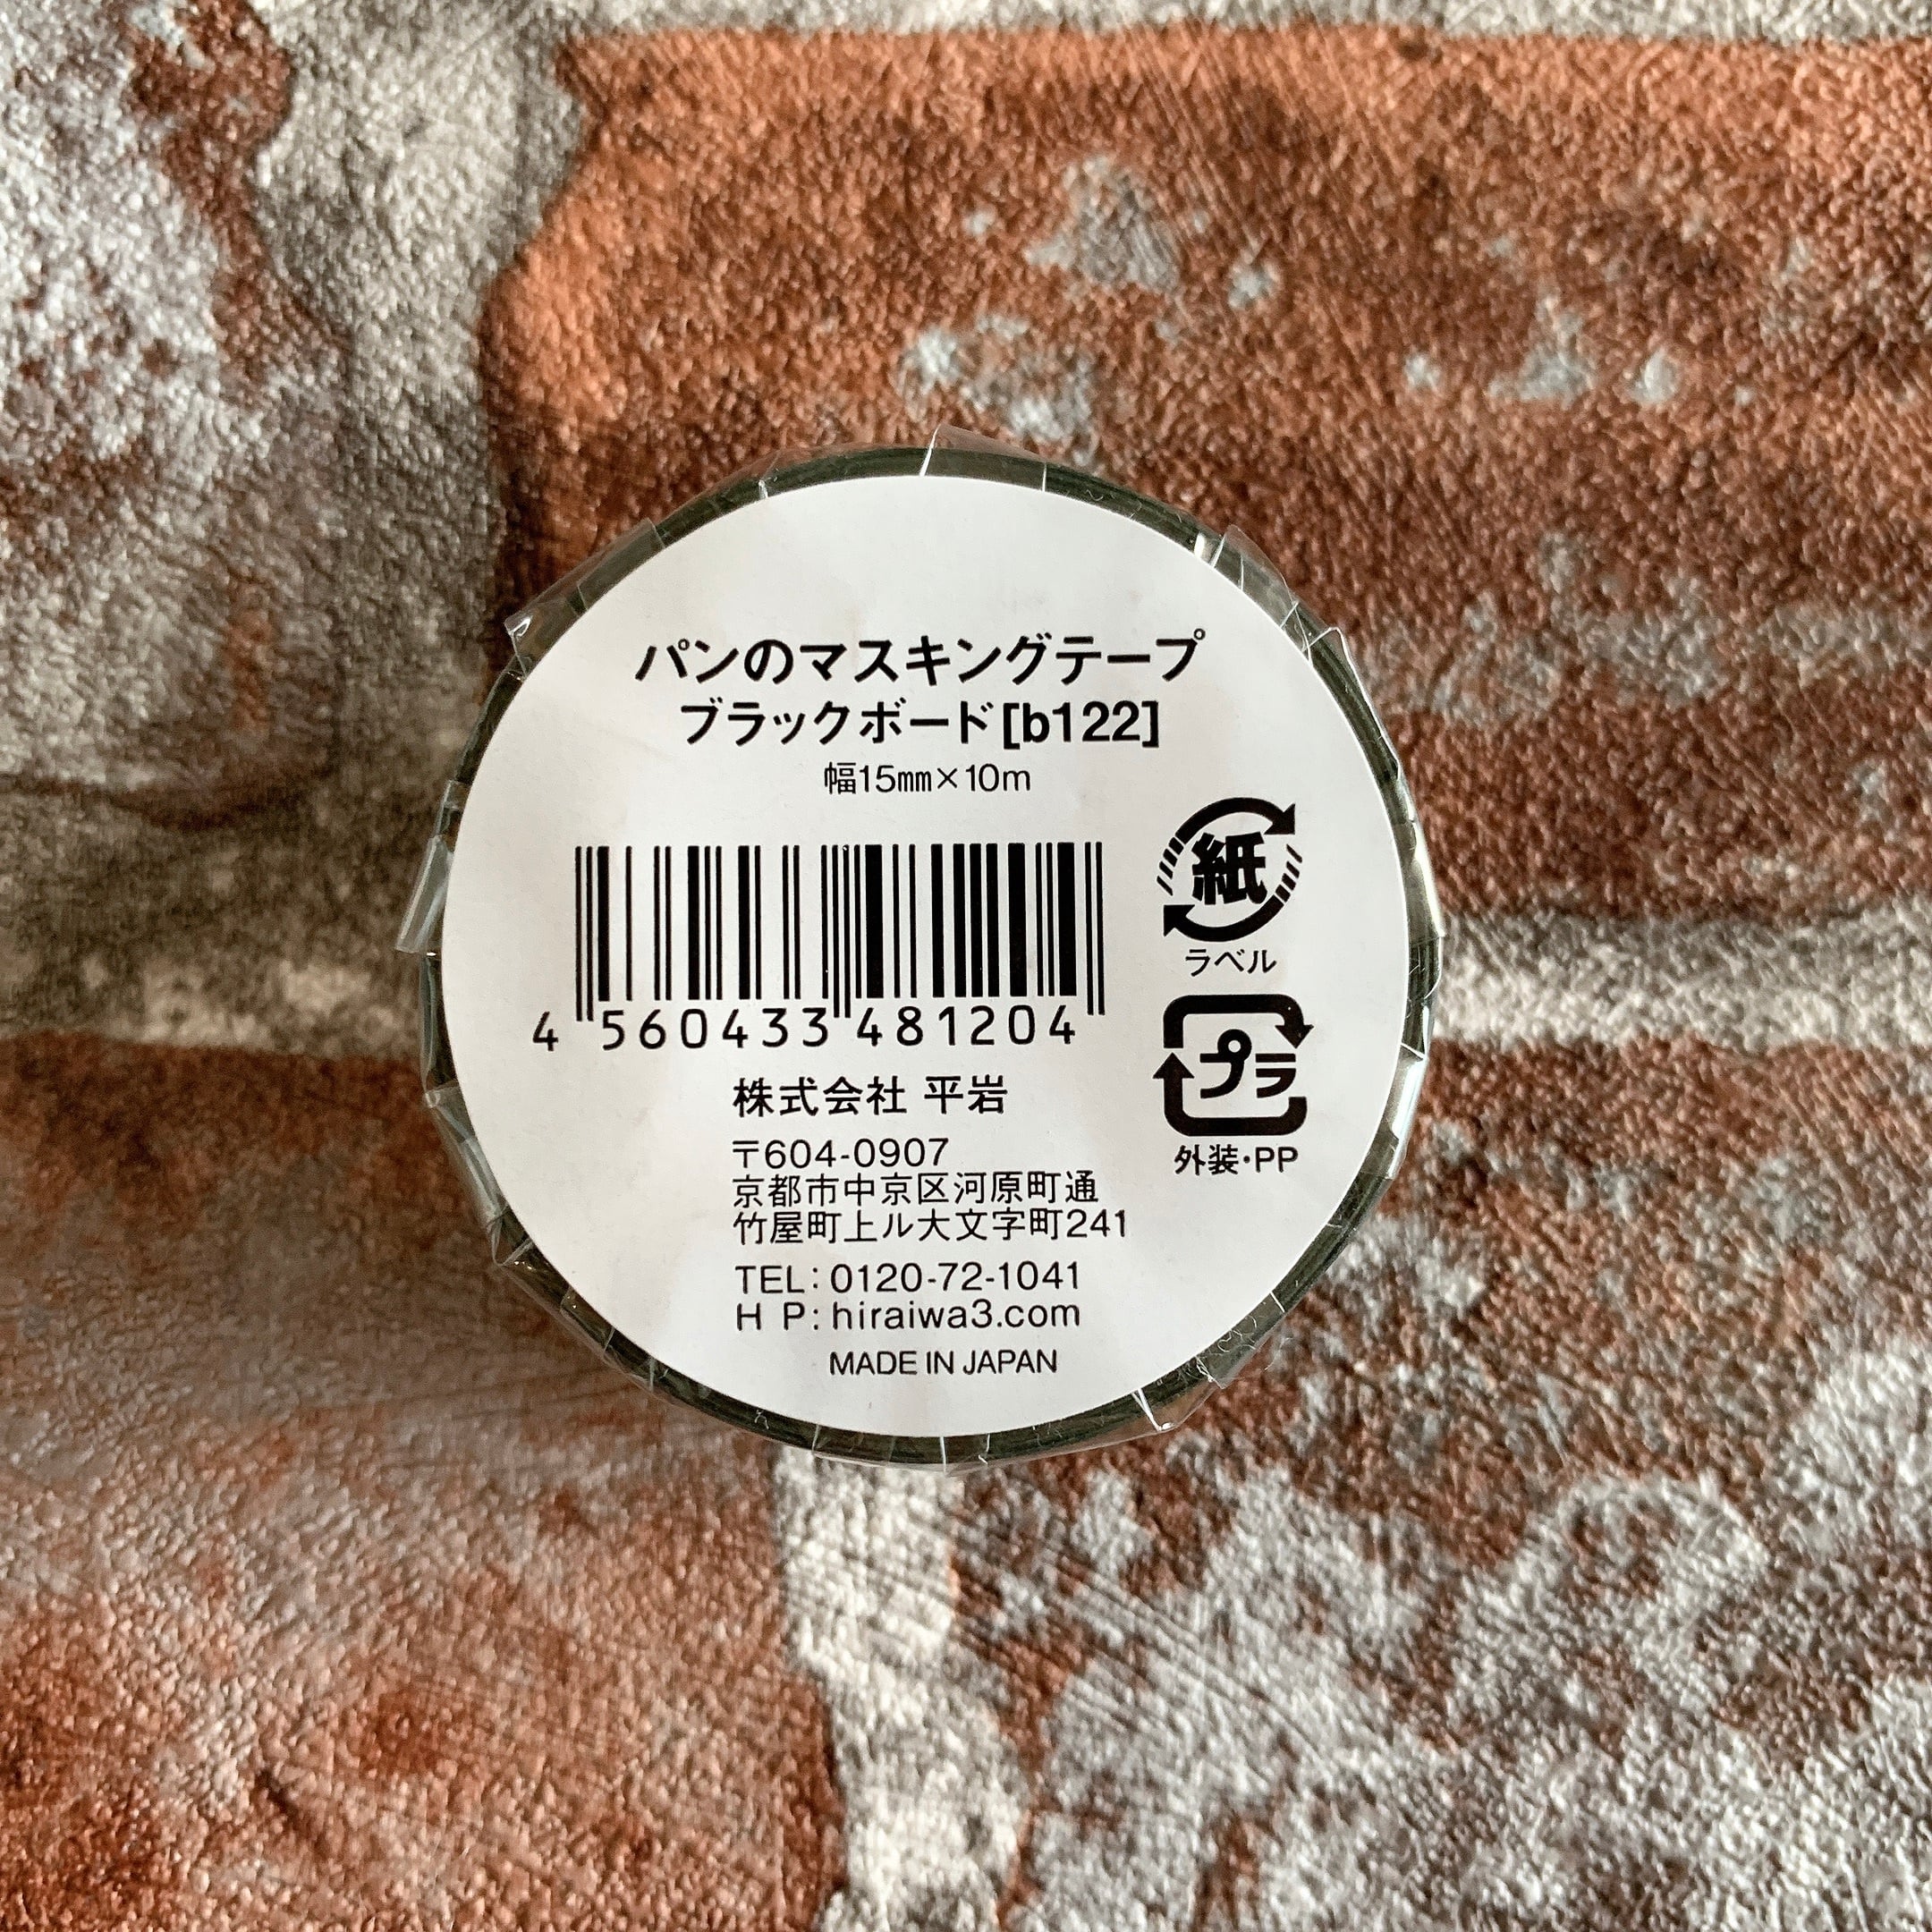 パンのマスキングテープ
ブラックボード[b122]
幅15㎜×10m
紙
ラベル
4 560433 481204
プラ
外装・PP
株式会社 平岩
〒604-0907
京都市中京区河原町通
竹屋町上ル大文字町241
TEL:0120-72-1041
H P:hiraiwa3.com
MADE IN JAPAN